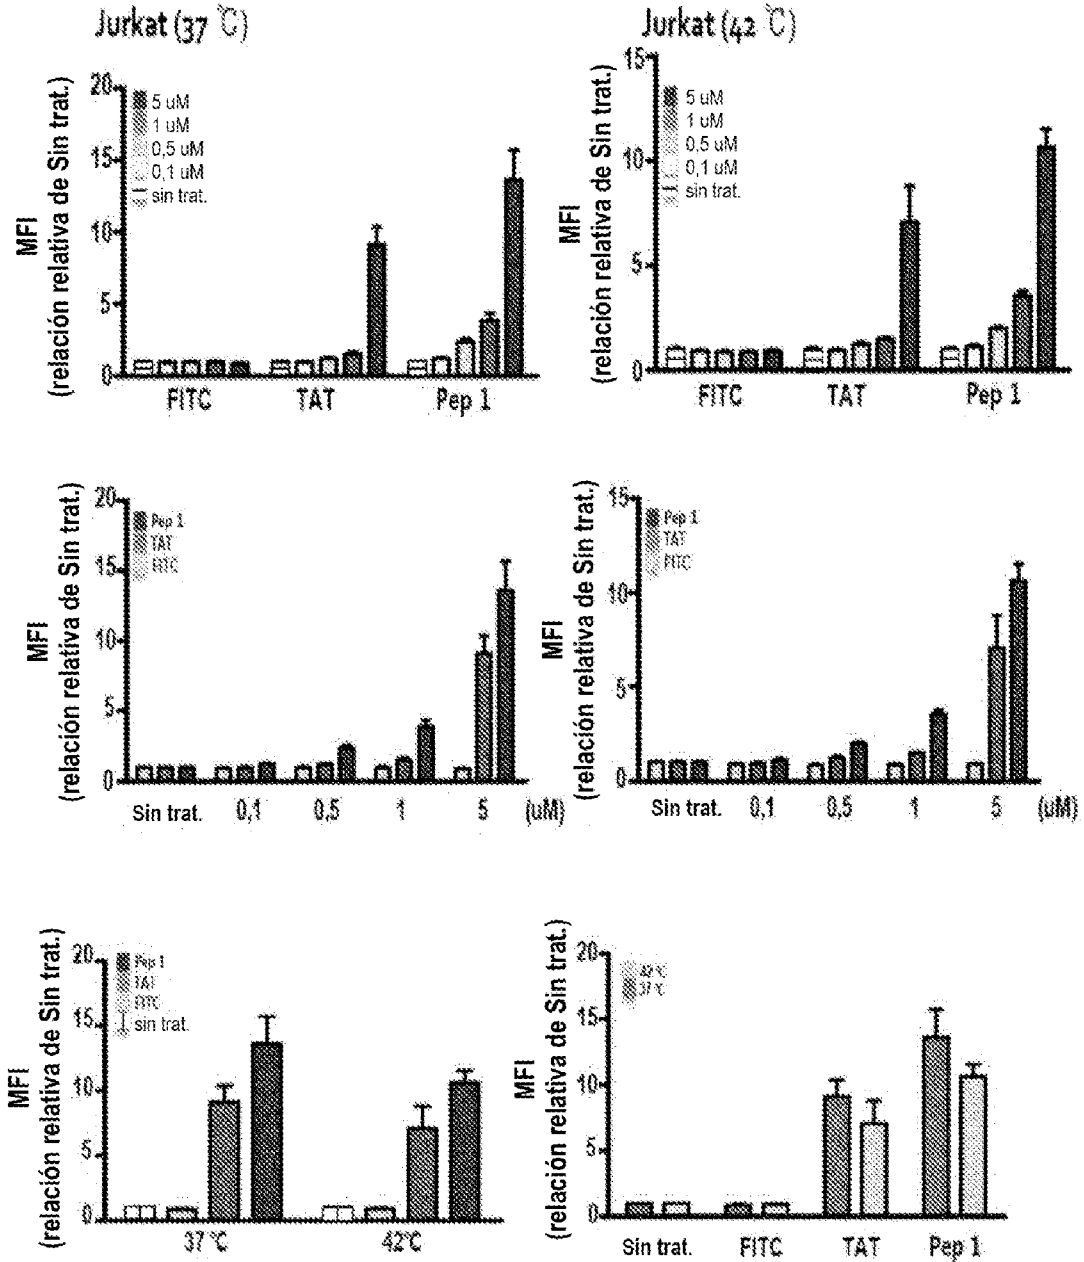 Jurkat (37 ℃)
MFI
(relación relativa de Sin trat.)
20
15
10
5
0
5 uM
1 uM
0,5 uM
0,1 uM
sin trat.
FITC TAT Pep 1
Jurkat (42 ℃)
MFI
(relación relativa de Sin trat.)
15
10
5
0
5 uM
1 uM
0.5 uM
0,1 uM
sin trat.
FITC TAT Pep 1
MFI
(relación relativa de Sin trat.)
20
15
10
5
0
Pep 1
TAT
FITC
Sin trat. 0,1 0,5 1 5 (uM)
MFI
(relación relativa de Sin trat.)
15
10
5
0
Pep 1
TAT
FITC
Sin trat. 0,1 0,5 1 5 (uM)
MFI
(relación relativa de Sin trat.)
20
15
10
5
0
Pep 1
TAT
FITC
sin trat.
37 ℃ 42℃
MFI
(relación relativa de Sin trat.)
20
15
10
5
0
42 ℃
37 ℃
Sin trat. FITC TAT Pep 1